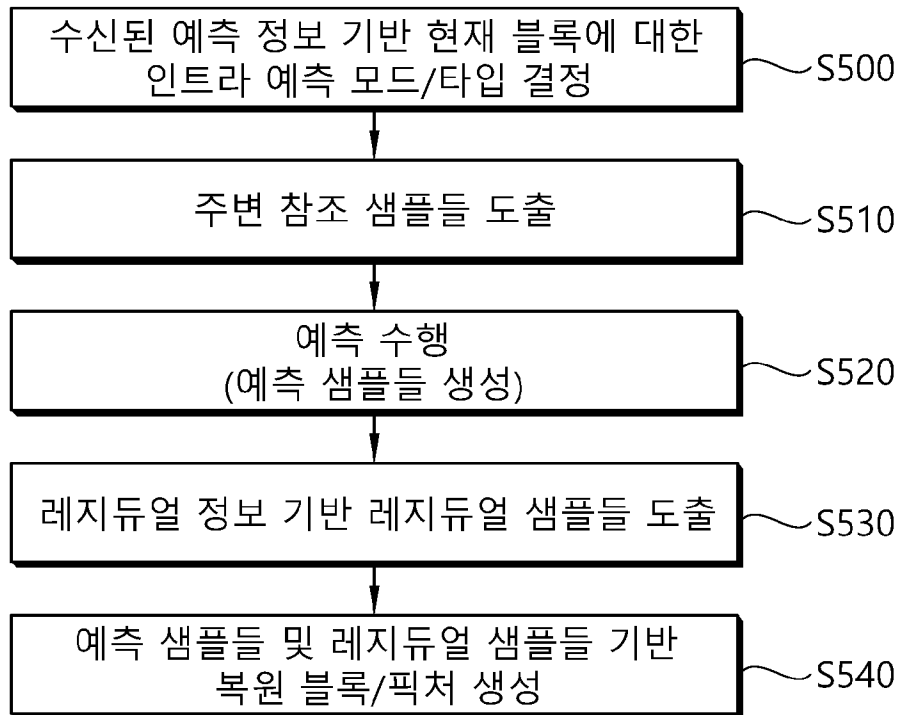 수신된 예측 정보 기반 현재 블록에 대한
인트라 예측 모드/타입 결정
S500
주변 참조 샘플들 도출
S510
예측 수행
(예측 샘플들 생성)
S520
레지듀얼 정보 기반 레지듀얼 샘플들 도출
S530
예측 샘플들 및 레지듀얼 샘플들 기반
복원 블록/픽처 생성
S540